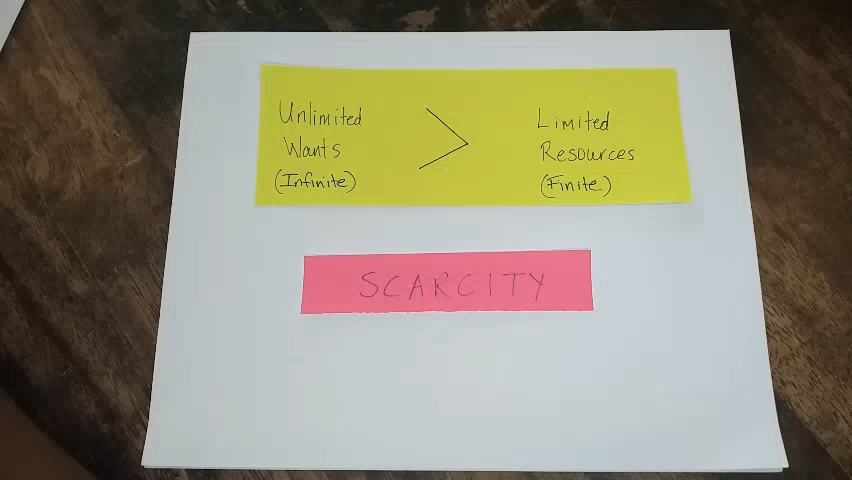 Unlimited
Wants
(Infinite)
>
Limited
Resources
(Finite)
SCARCITY